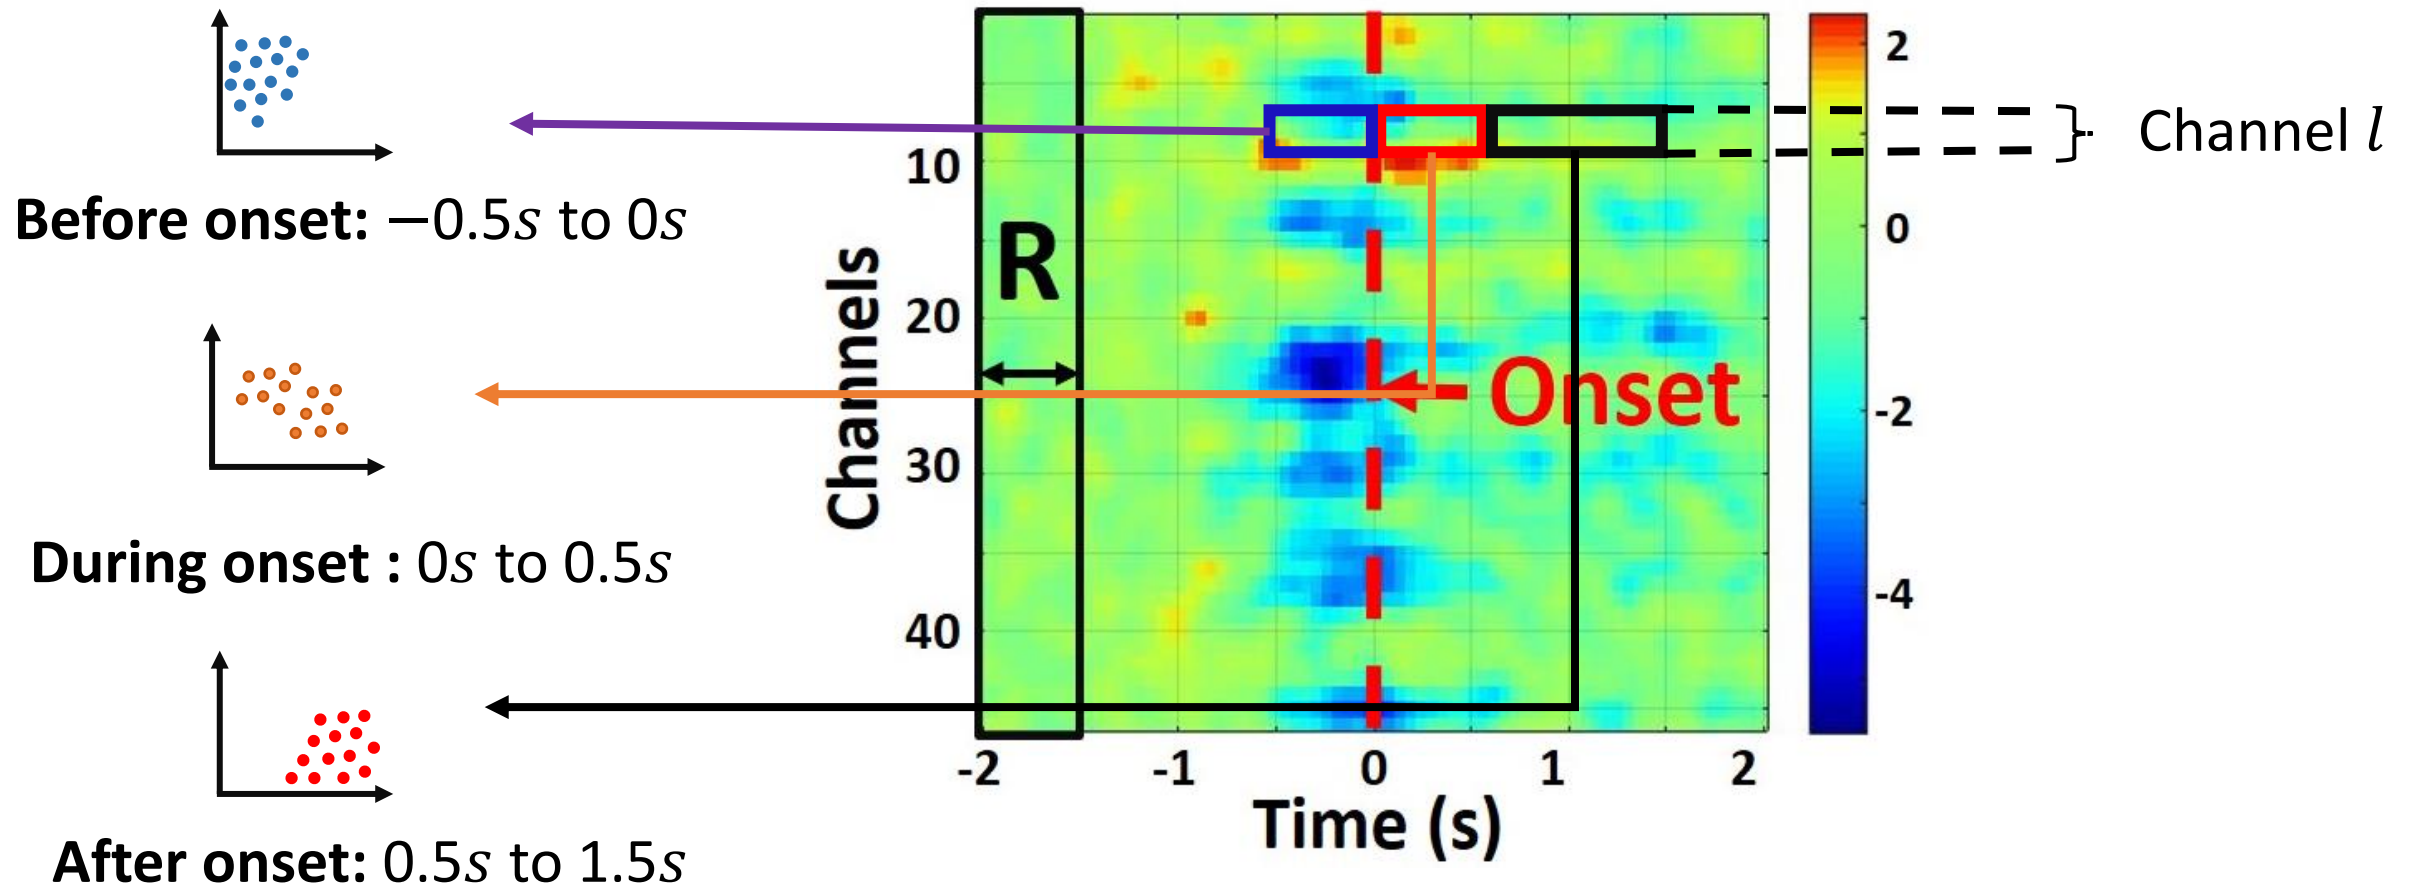 Before onset: −0.5s to 0s
During onset : 0s to 0.5s
After onset: 0.5s to 1.5s
Channels
10
20
30
40
R
Onset
-2
-1
0
1
2
Time (s)
2
0
-2
-4
Channel l